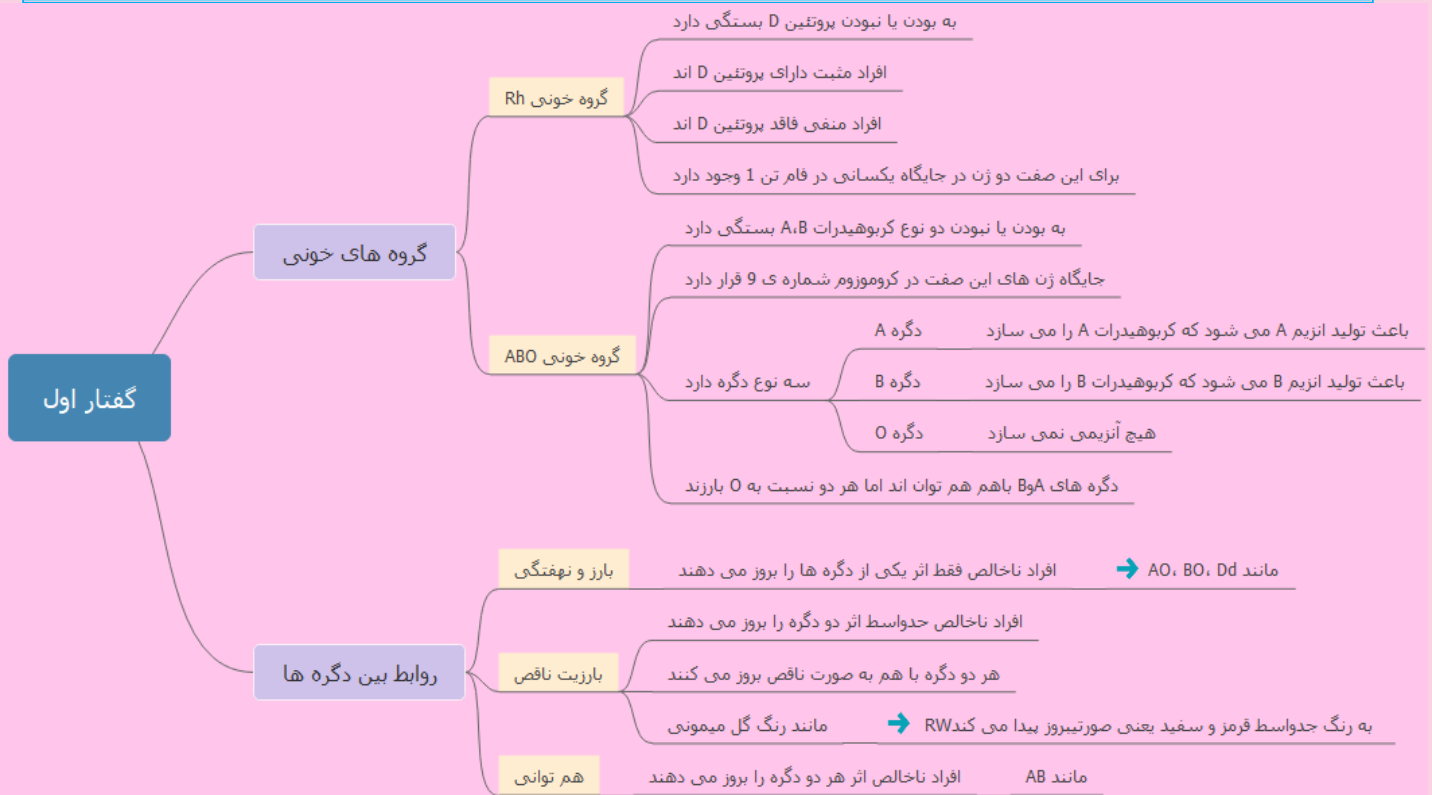 گفتار اول
گروه های خونی
گروه خونی Rh
به بودن یا نبودن پروتئین D بستگی دارد
افراد مثبت دارای پروتئین D اند
افراد منفی فاقد پروتئین D اند
برای این صفت دو ژن در جایگاه یکسانی در فام تن 1 وجود دارد
گروه خونی ABO
به بودن یا نبودن دو نوع کربوهیدرات A،B بستگی دارد
جایگاه ژن های این صفت در کروموزوم شماره ی 9 قرار دارد
سه نوع دگره دارد
دگره A
باعث تولید انزیم A می شود که کربوهیدرات A را می سازد
دگره B
باعث تولید انزیم B می شود که کربوهیدرات B را می سازد
دگره O
هیچ آنزیمی نمی سازد
دگره های AوB باهم هم توان اند اما هر دو نسبت به O بارزند
روابط بین دگره ها
بارز و نهفتگی
افراد ناخالص فقط اثر یکی از دگره ها را بروز می دهند
مانند AO، BO، Dd
بارزیت ناقص
افراد ناخالص حدواسط اثر دو دگره را بروز می دهند
هر دو دگره با هم به صورت ناقص بروز می کنند
مانند رنگ گل میمونی
به رنگ جدواسط قرمز و سفید یعنی صورتیبروز پیدا می کندRW
هم توانی
افراد ناخالص اثر هر دو دگره را بروز می دهند
مانند AB